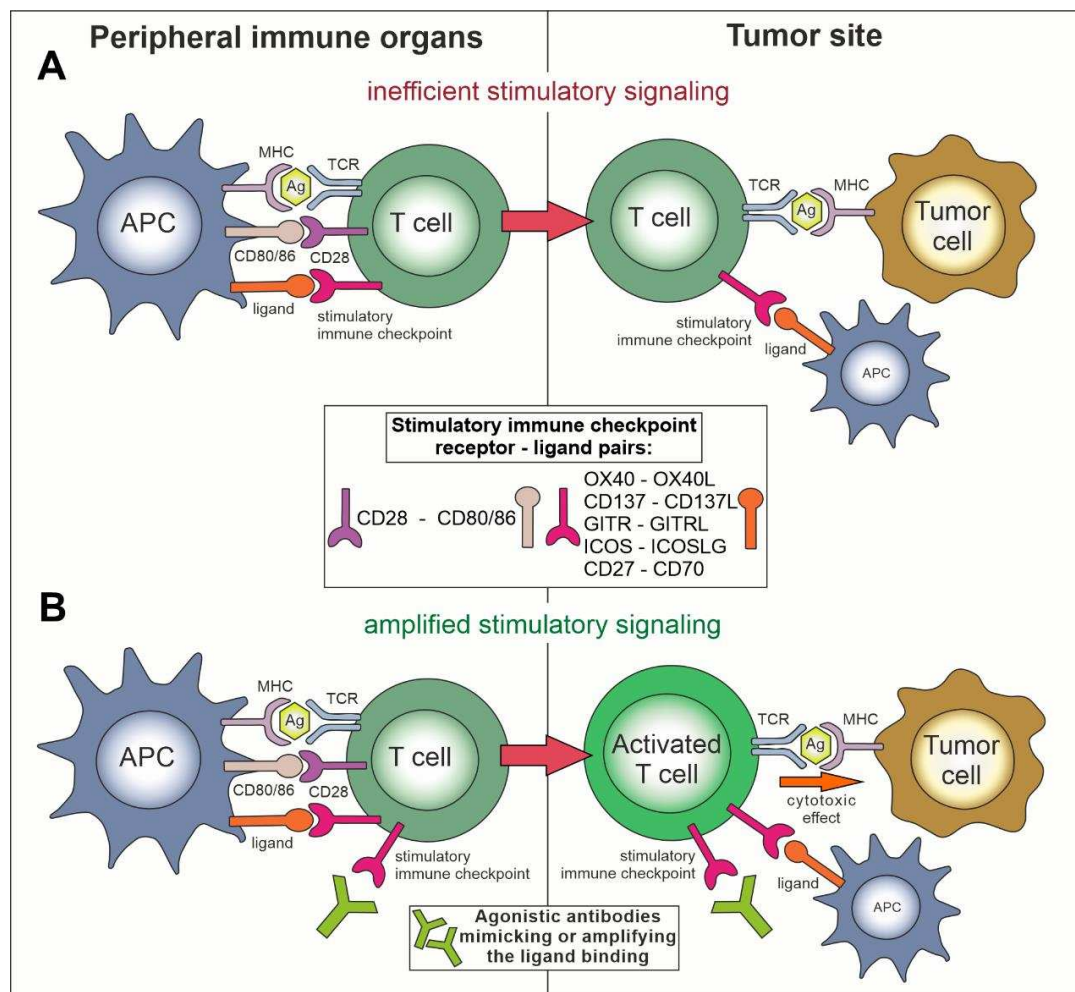 Peripheral immune organs
Tumor site
A
inefficient stimulatory signaling
APC
MHC
Ag
TCR
CD80/86
CD28
ligand
stimulatory
immune checkpoint
T cell
T cell
TCR
Ag
MHC
Tumor
cell
stimulatory
immune checkpoint
ligand
APC
Stimulatory immune checkpoint
receptor - ligand pairs:
CD28 - CD80/86
OX40 - OX40L
CD137 - CD137L
GITR - GITRL
ICOS - ICOSLG
CD27 - CD70
B
amplified stimulatory signaling
APC
MHC
Ag
TCR
CD80/86
CD28
ligand
T cell
stimulatory
immune checkpoint
Activated
T cell
TCR
Ag
MHC
cytotoxic
effect
Tumor
cell
stimulatory
immune checkpoint
ligand
APC
Agonistic antibodies
mimicking or amplifying
the ligand binding